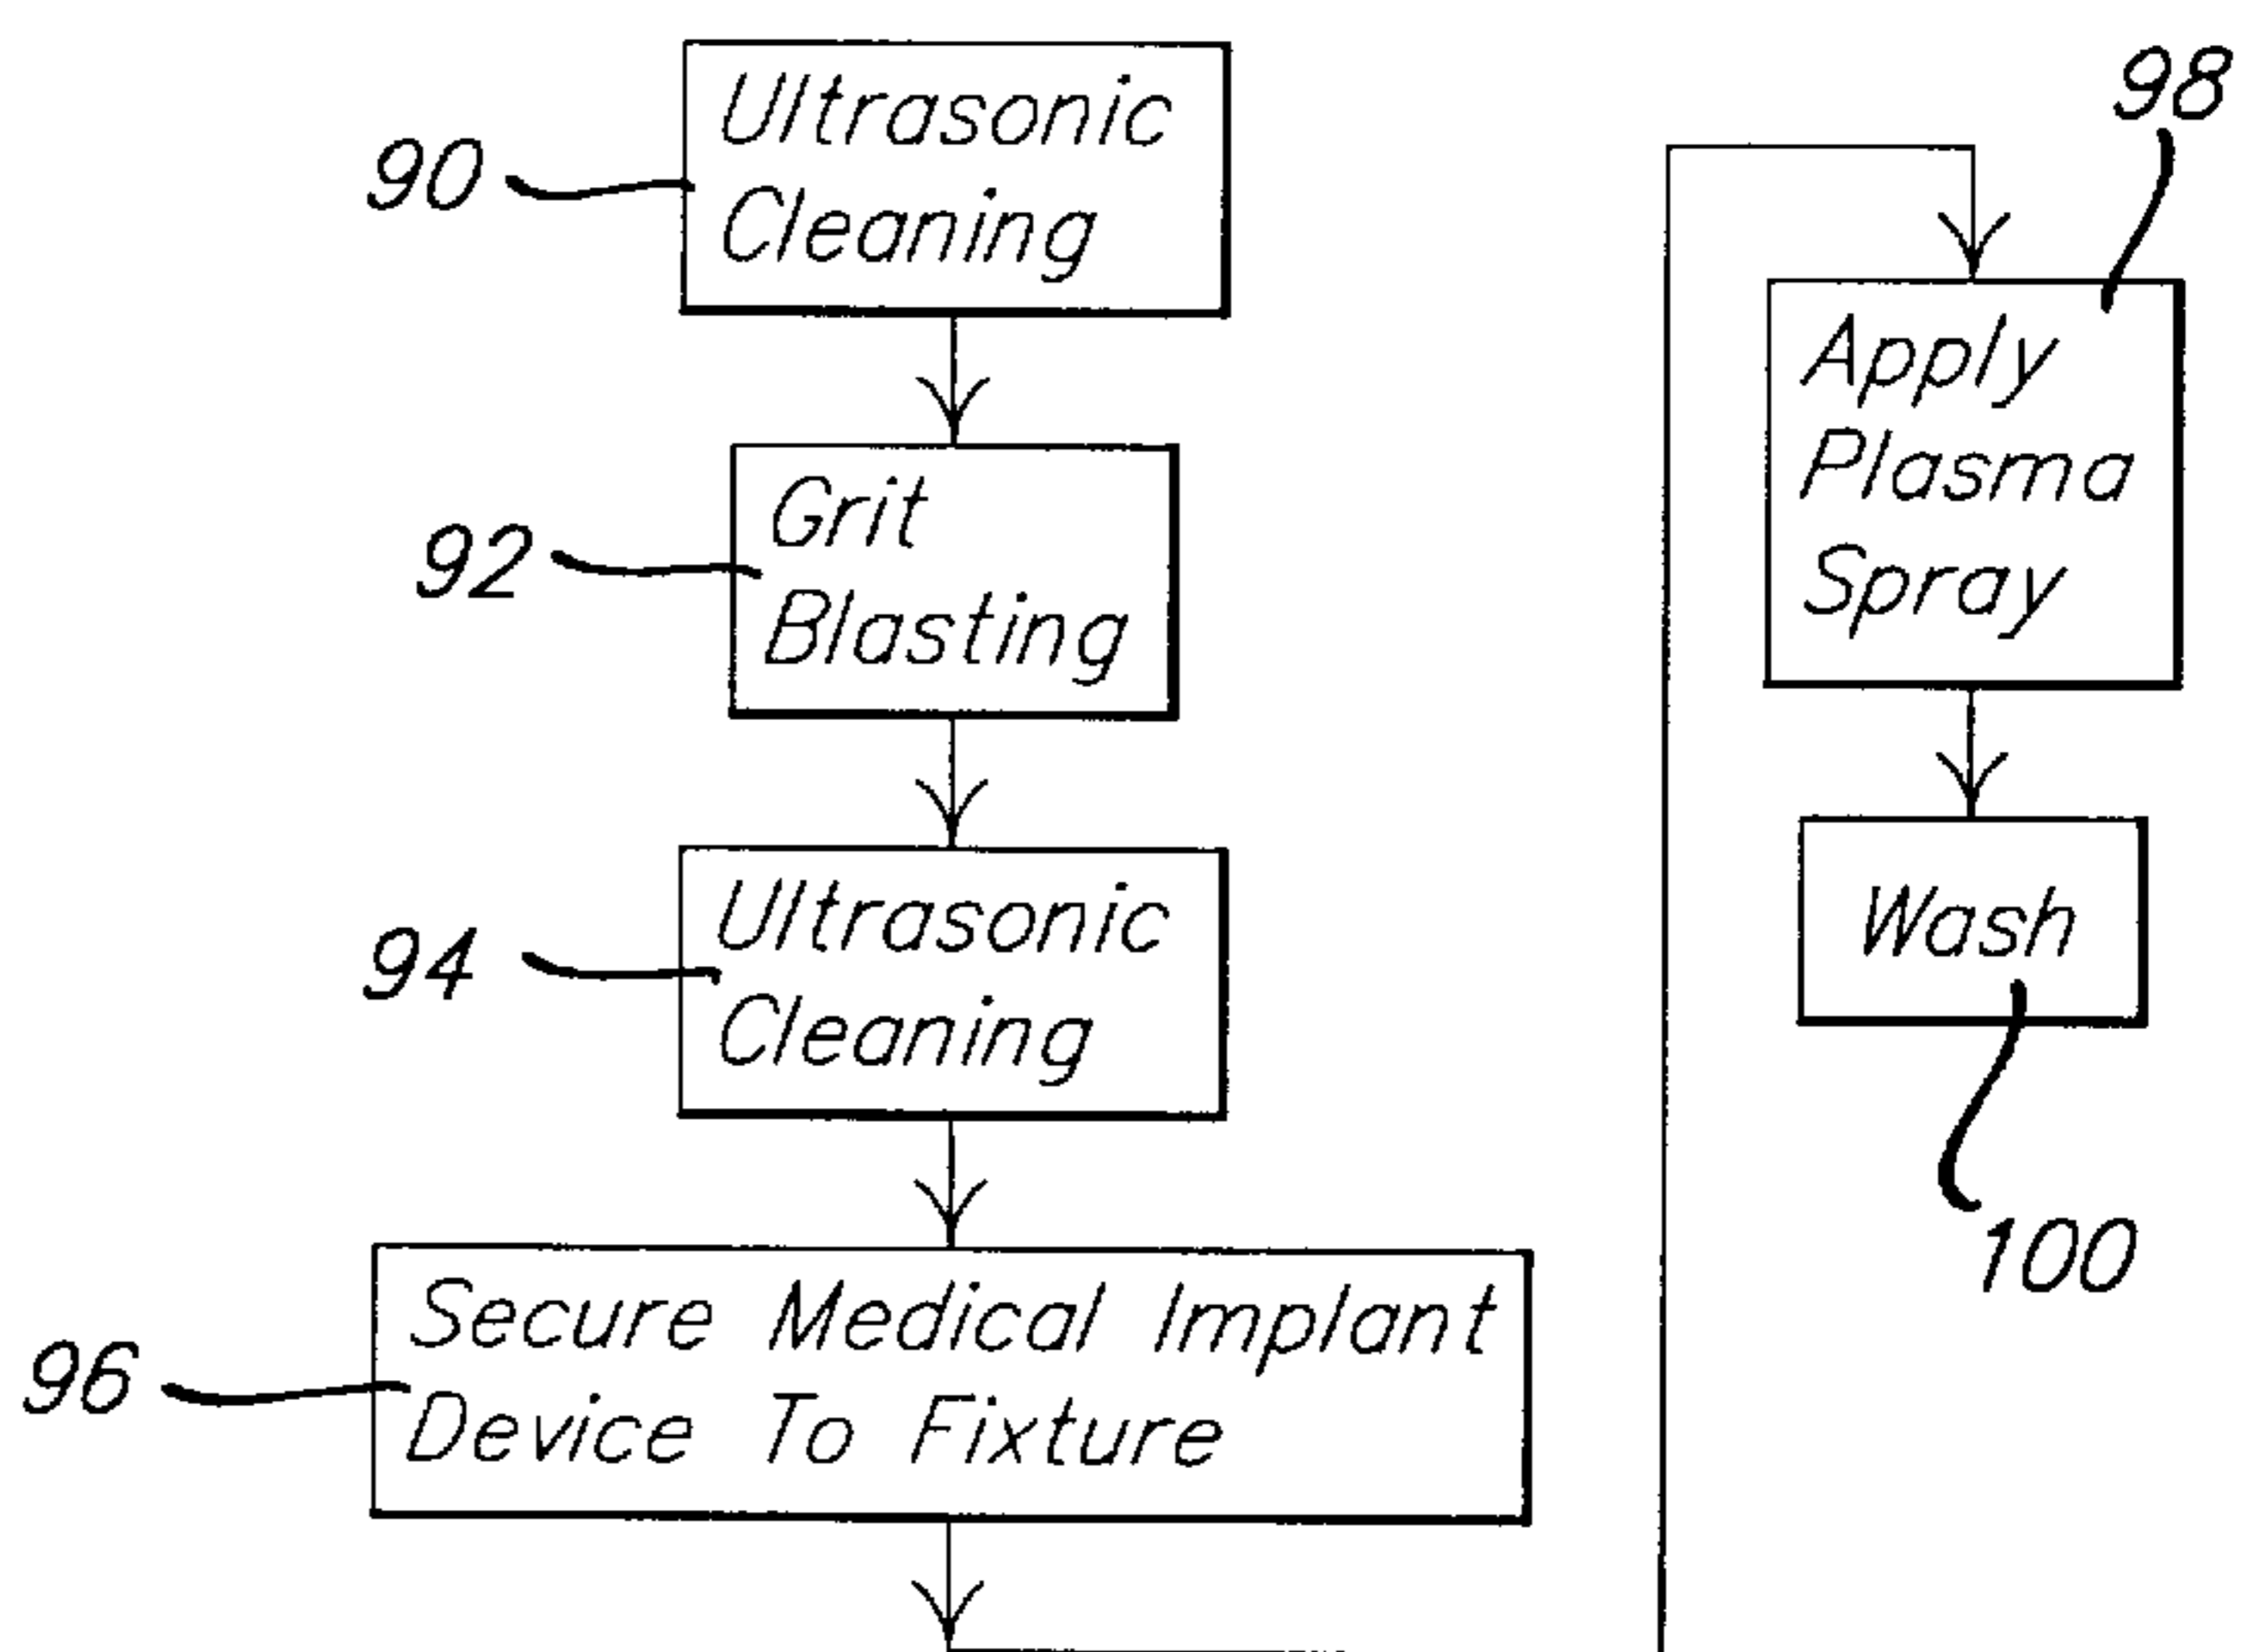 90
Ultrasonic
Cleaning
92
Grit
Blasting
94
Ultrasonic
Cleaning
96
Secure Medical Implant
Device To Fixture
98
Apply
Plasma
Spray
Wash
100